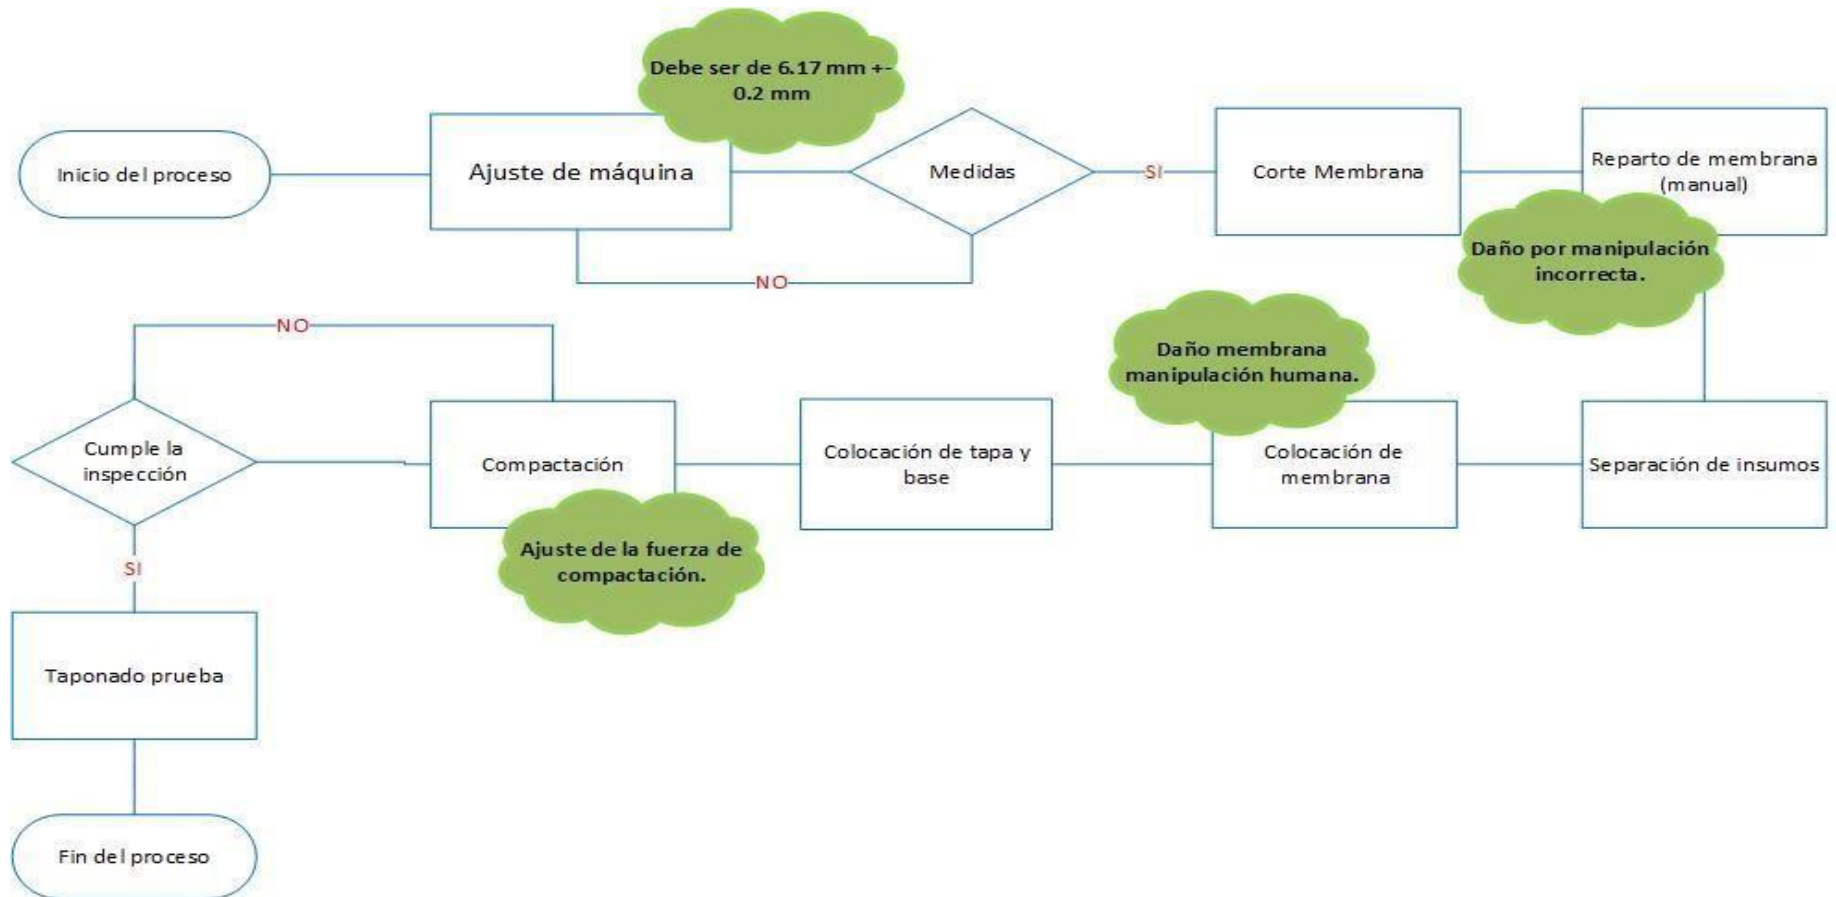 Debe ser de 6.17 mm +-
0.2 mm
Inicio del proceso
Ajuste de máquina
Medidas
SI
Corte Membrana
Reparto de membrana
(manual)
Daño por manipulación
incorrecta.
NO
NO
Daño membrana
manipulación humana.
Cumple la
inspección
Compactación
Colocación de tapa y
base
Colocación de
membrana
Separación de insumos
Ajuste de la fuerza de
compactación.
SI
Taponado prueba
Fin del proceso